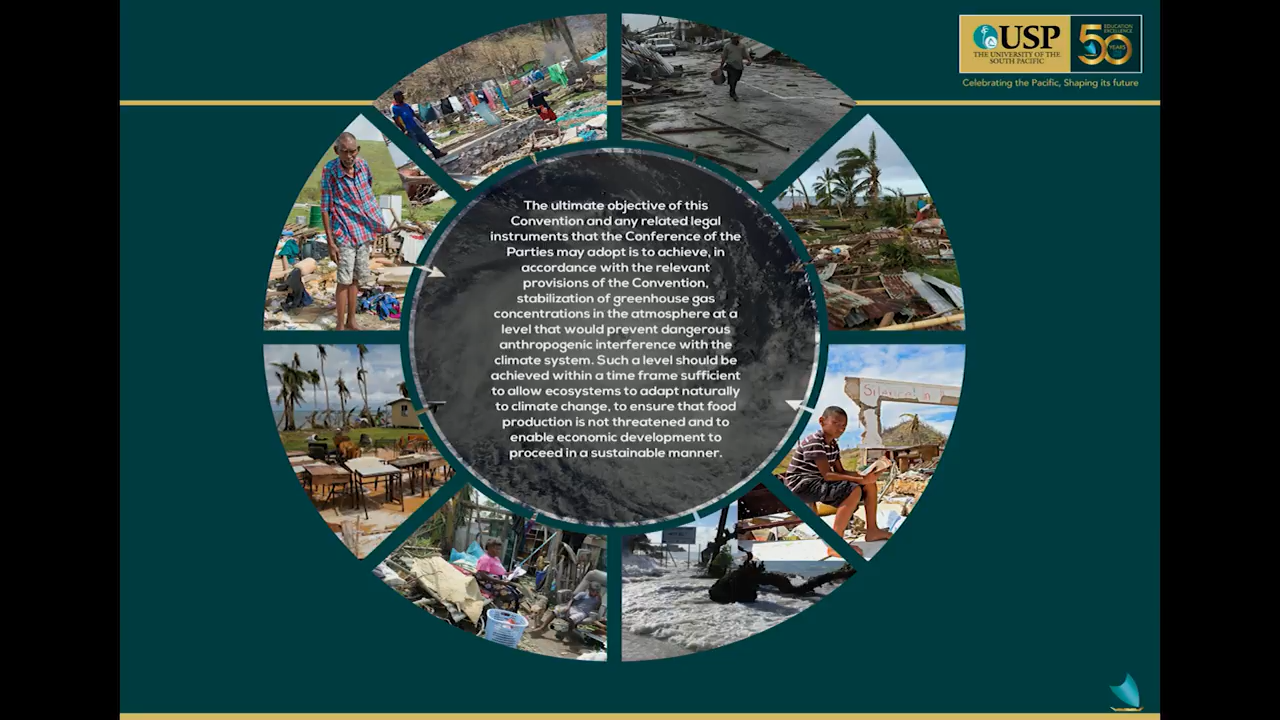 USP
THE UNIVERSITY OF THE
SOUTH PACIFIC
EDUCATION
EXCELLENCE
50
YEARS
Celebrating the Pacific, Shaping its future
The ultimate objective of this
Convention and any related legal
instruments that the Conference of the
Parties may adopt is to achieve, in
accordance with the relevant
provisions of the Convention,
stabilization of greenhouse gas
concentrations in the atmosphere at a
level that would prevent dangerous
anthropogenic interference with the
climate system. Such a level should be
achieved within a time frame sufficient
to allow ecosystems to adapt naturally
to climate change, to ensure that food
production is not threatened and to
enable economic development to
proceed in a sustainable manner.